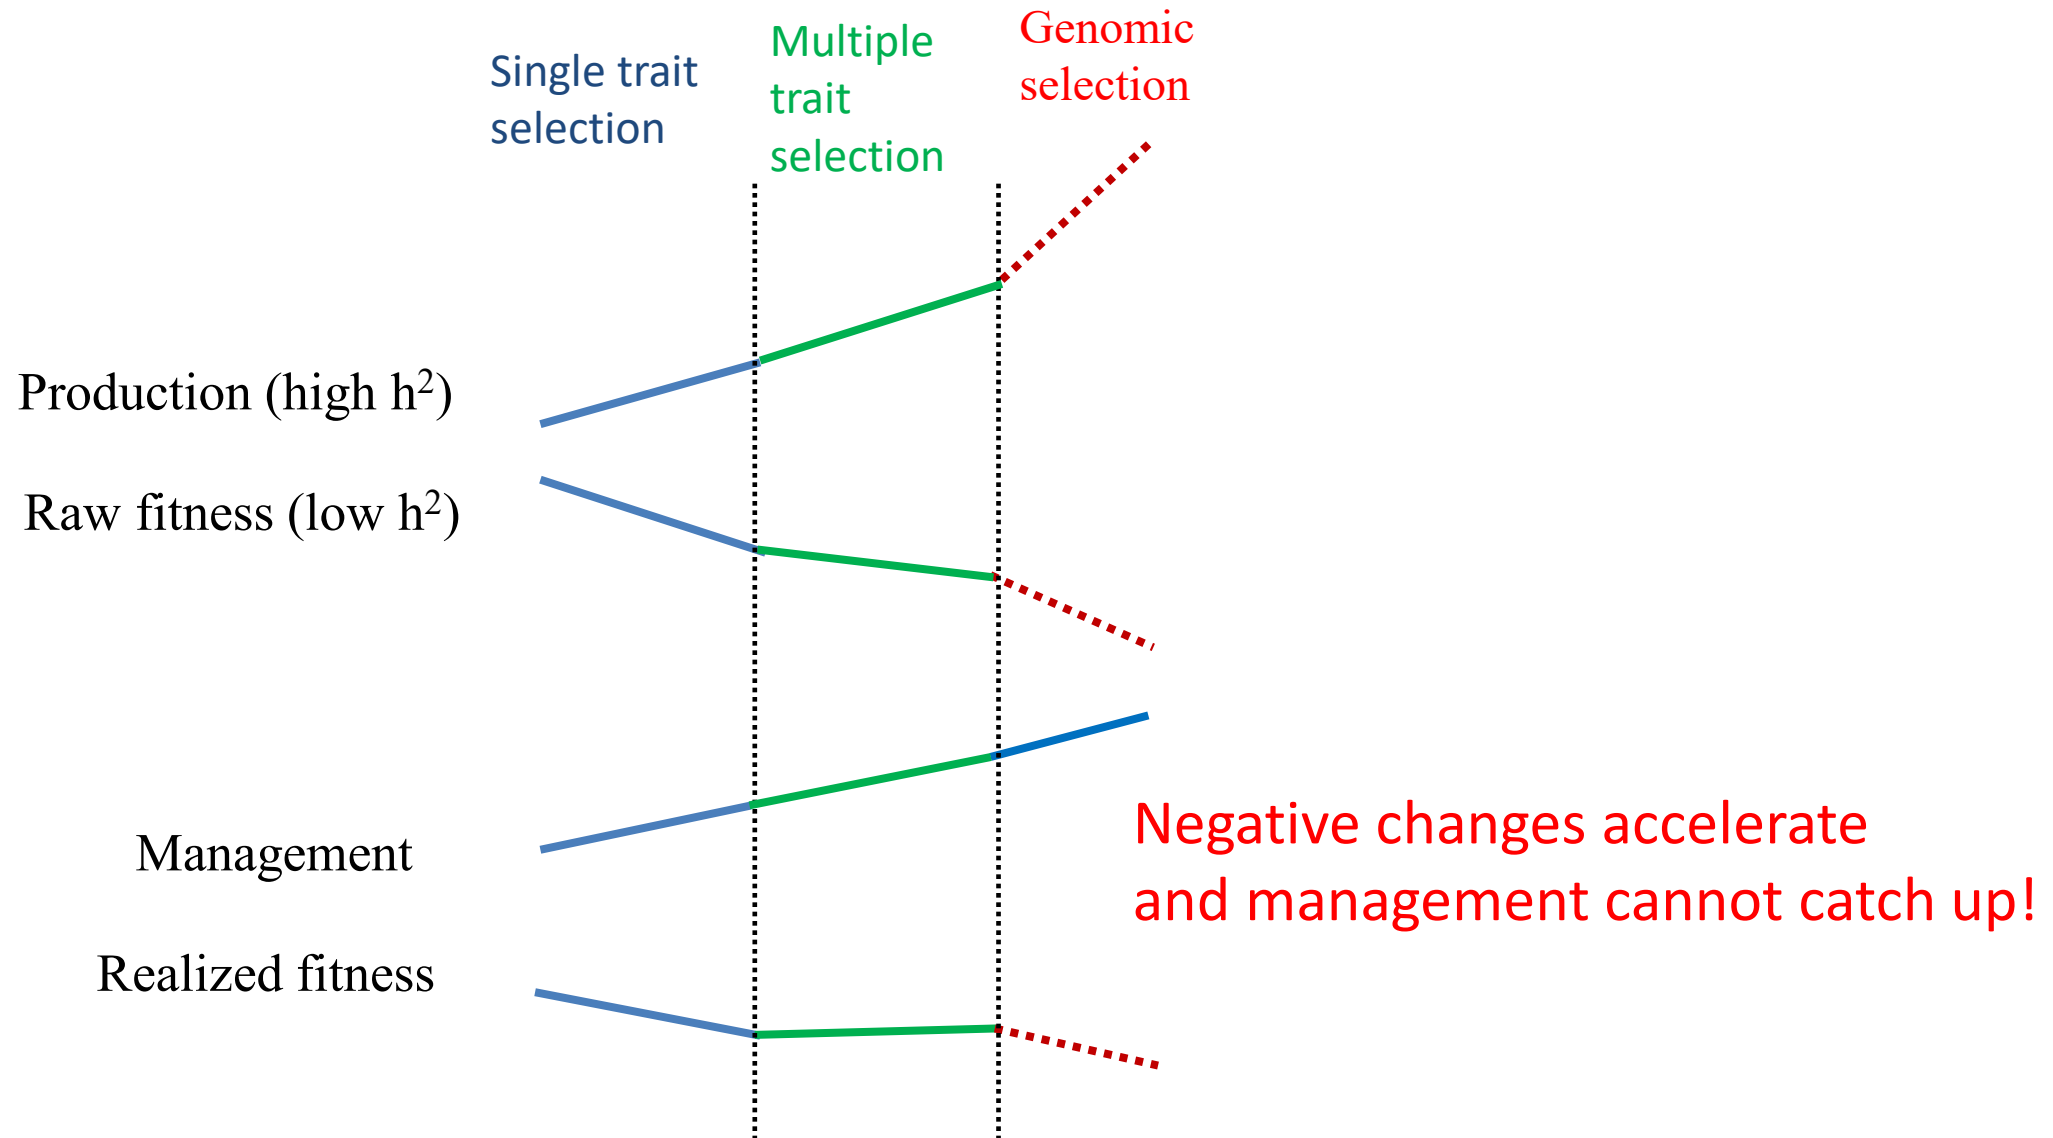 Single trait
selection
Multiple
trait
selection
Genomic
selection
Production (high h²)
Raw fitness (low h²)
Management
Realized fitness
Negative changes accelerate
and management cannot catch up!